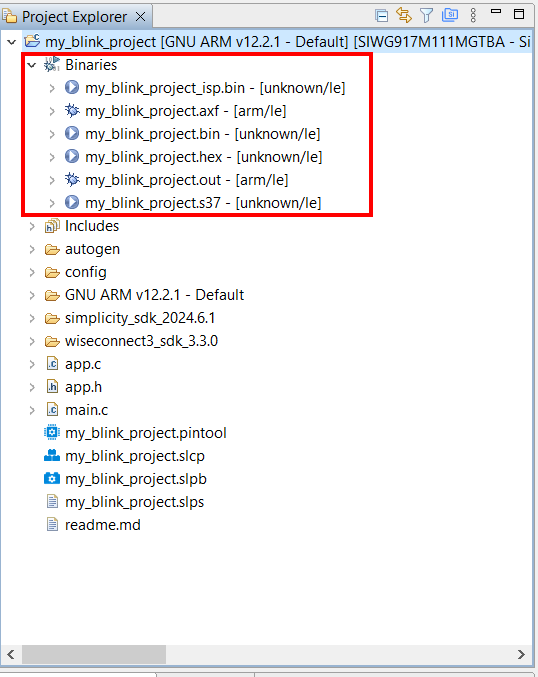 Project Explorer
my_blink_project [GNU ARM v12.2.1 - Default] [SIWG917M111MGTBA - Si
Binaries
my_blink_project_isp.bin - [unknown/le]
my_blink_project.axf - [arm/le]
my_blink_project.bin - [unknown/le]
my_blink_project.hex - [unknown/le]
my_blink_project.out - [arm/le]
my_blink_project.s37 - [unknown/le]
Includes
autogen
config
GNU ARM v12.2.1 - Default
simplicity_sdk_2024.6.1
wiseconnect3_sdk_3.3.0
app.c
app.h
main.c
my_blink_project.pintool
my_blink_project.slcp
my_blink_project.slpb
my_blink_project.slps
readme.md